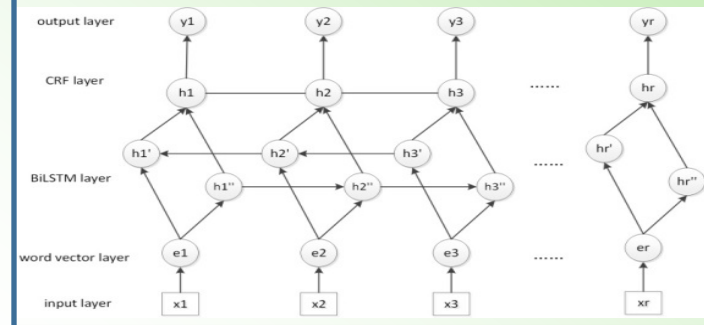 output layer y1 y2 y3 yr
CRF layer h1 h2 h3 ...... hr
h1' h2' h3' hr'
BiLSTM layer h1'' h2'' h3'' ...... hr''
word vector layer e1 e2 e3 ...... er
input layer x1 x2 x3 xr